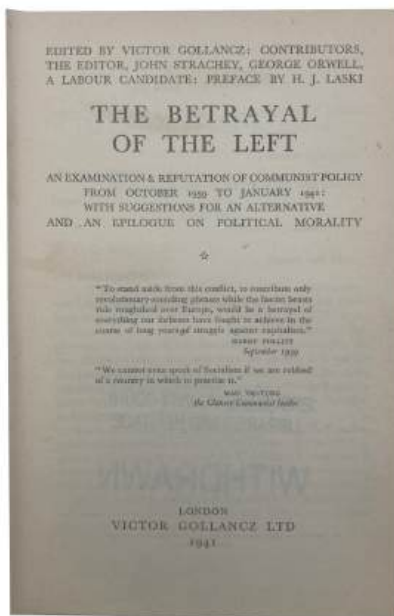 EDITED BY VICTOR GOLLANCZ: CONTRIBUTORS,
THE EDITOR, JOHN STRACHEY, GEORGE ORWELL,
A LABOUR CANDIDATE: PREFACE BY H. J. LASKI
THE BETRAYAL
OF THE LEFT
AN EXAMINATION & REFUTATION OF COMMUNIST POLICY
FROM OCTOBER 1939 TO JANUARY 1941:
WITH SUGGESTIONS FOR AN ALTERNATIVE
AND AN EPILOGUE ON POLITICAL MORALITY
"To stand aside from this conflict, to contribute only
revolutionary-sounding phrases while the fascist beasts
ride roughshod over Europe, would be a betrayal of
everything our forbears have fought to achieve in the
course of long years of struggle against capitalism."
HARRY POLLITT
September 1939
"We cannot even speak of Socialism if we are robbed
of a country in which to practise it."
MAO TSETUNG
the Chinese Communist leader
WITHDRAWN
LONDON
VICTOR GOLLANCZ LTD
1941